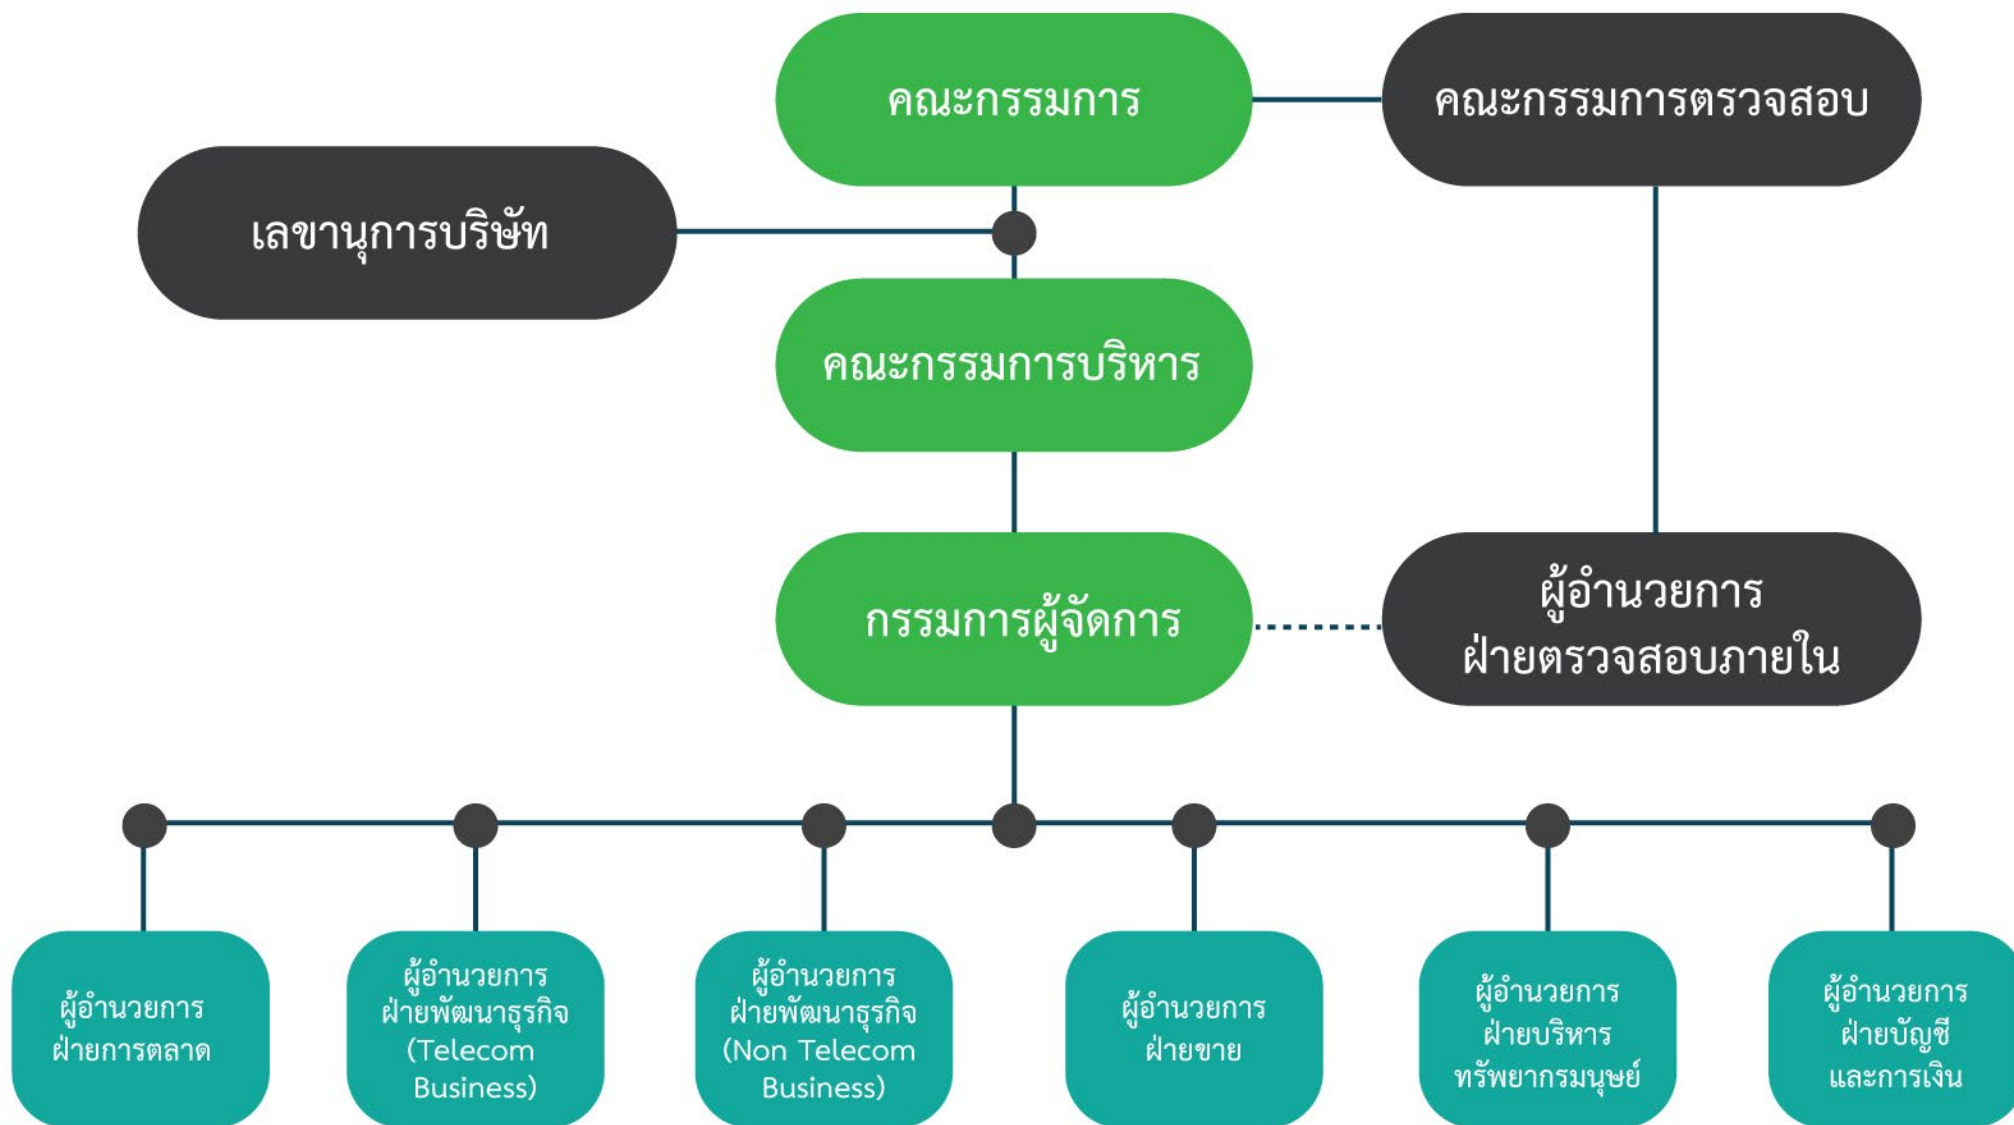 คณะกรรมการ
คณะกรรมการตรวจสอบ
เลขานุการบริษัท
คณะกรรมการบริหาร
กรรมการผู้จัดการ
ผู้อำนวยการ
ฝ่ายตรวจสอบภายใน
ผู้อำนวยการ
ฝ่ายการตลาด
ผู้อำนวยการ
ฝ่ายพัฒนาธุรกิจ
(Telecom
Business)
ผู้อำนวยการ
ฝ่ายพัฒนาธุรกิจ
(Non Telecom
Business)
ผู้อำนวยการ
ฝ่ายขาย
ผู้อำนวยการ
ฝ่ายบริหาร
ทรัพยากรมนุษย์
ผู้อำนวยการ
ฝ่ายบัญชี
และการเงิน